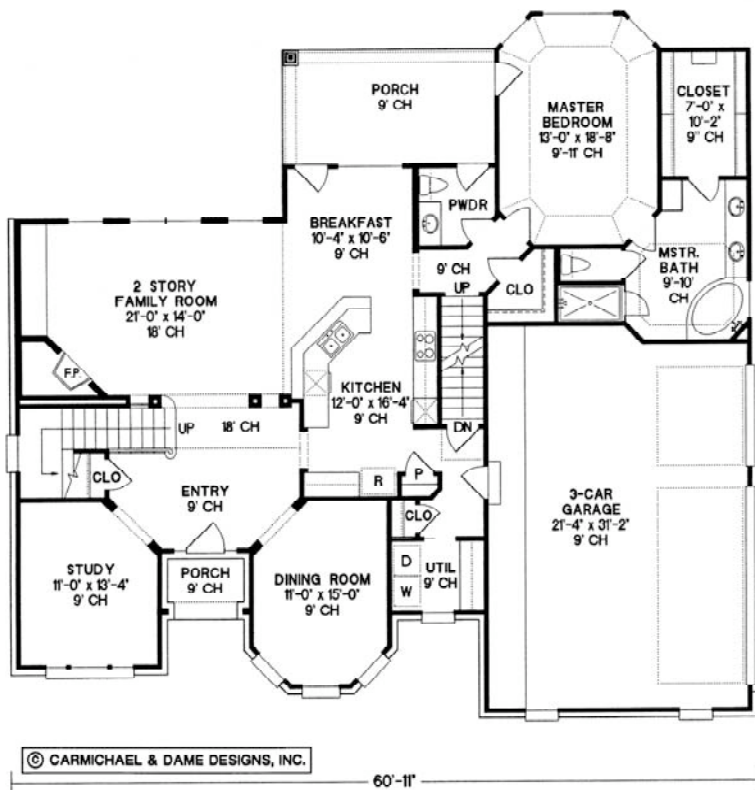 PORCH
9' CH
MASTER
BEDROOM
13'-0" x 18'-8"
9'-11' CH
CLOSET
7'-0" x
10'-2"
9" CH
PWDR
BREAKFAST
10'-4" x 10'-6"
9' CH
9' CH
UP
CLO
MSTR.
BATH
9'-10'
CH
2 STORY
FAMILY ROOM
21'-0" x 14'-0"
18' CH
F.P.
KITCHEN
12'-0" x 16'-4"
9' CH
DN
UP
18' CH
CLO
ENTRY
9' CH
R
P
3-CAR
GARAGE
21'-4" x 31'-2"
9' CH
CLO
STUDY
11'-0" x 13'-4"
9' CH
PORCH
9' CH
DINING ROOM
11'-0" x 15'-0"
9' CH
D
W
UTIL
9' CH
© CARMICHAEL & DAME DESIGNS, INC.
60'-11"